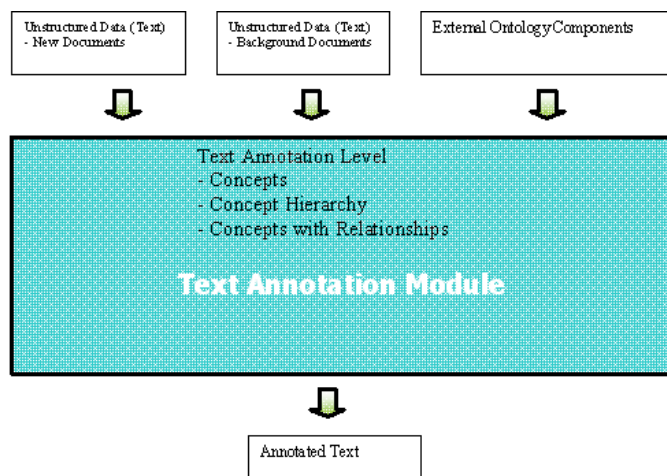 Unstructured Data (Text)
- New Documents
Unstructured Data (Text)
- Background Documents
External Ontology Components
Text Annotation Level
- Concepts
- Concept Hierarchy
- Concepts with Relationships
Text Annotation Module
Annotated Text